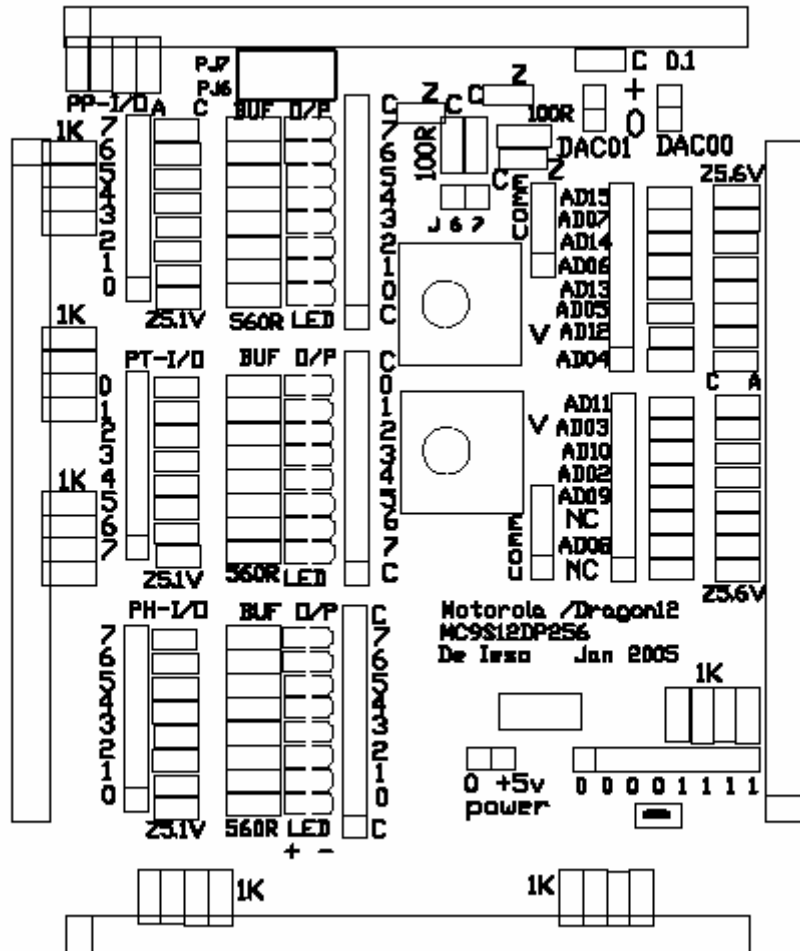 PJ7
C 0.1
PJ6
Z
C
PP-I/O
A
C
BUF O/P
C
Z
C
+
100R
0
1K
7
6
5
4
3
2
1
0
7
6
5
4
3
2
1
0
C
100R
DAC01
DAC00
C
Z
Z5.6V
J 6 7
AD15
AD07
AD14
AD06
AD13
AD05
AD12
AD04
V
Z5.1V
560R LED
1K
PT-I/O
BUF O/P
C
C A
0
1
2
3
4
5
6
7
0
1
2
3
4
5
6
7
C
V
AD11
AD03
AD10
AD02
AD09
NC
AD08
NC
1K
Z5.1V
560R LED
Z5.6V
PH-I/O
BUF O/P
C
Motorola /Dragon12
MC9S12DP256
De Ieso Jan 2005
7
6
5
4
3
2
1
0
7
6
5
4
3
2
1
0
C
1K
0 +5v
power
0 0 0 0 1 1 1 1
Z5.1V
560R LED
+ -
1K
1K